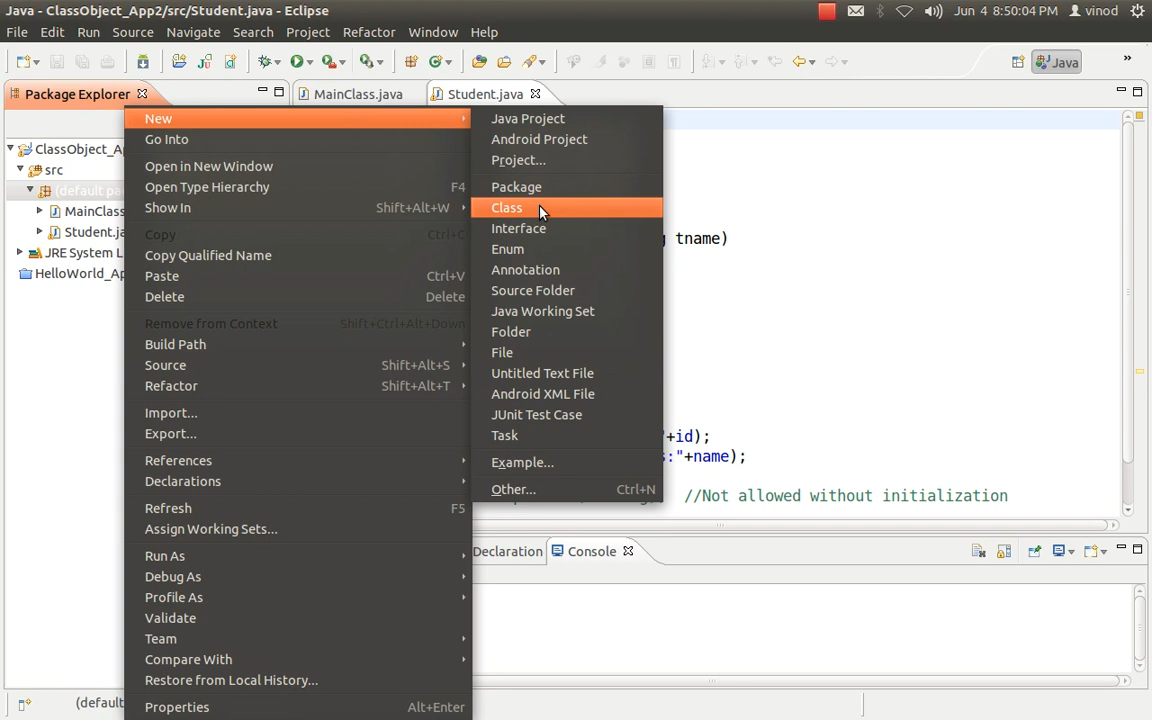 Java - ClassObject_App2/src/Student.java - Eclipse
Jun 4 8:50:04 PM
vinod
File Edit Run Source Navigate Search Project Refactor Window Help
Java
»
Package Explorer
MainClass.java
Student.java
ClassObject_Ap
src
(default pa
MainClass
Student.ja
JRE System L
HelloWorld_Ap
New
Go Into
Open in New Window
Open Type Hierarchy F4
Show In Shift+Alt+W
Copy Ctrl+C
Copy Qualified Name
Paste Ctrl+V
Delete Delete
Remove from Context Shift+Ctrl+Alt+Down
Build Path
Source Shift+Alt+S
Refactor Shift+Alt+T
Import...
Export...
References
Declarations
Refresh F5
Assign Working Sets...
Run As
Debug As
Profile As
Validate
Team
Compare With
Restore from Local History...
Properties Alt+Enter
Java Project
Android Project
Project...
Package
Class
Interface
Enum
Annotation
Source Folder
Java Working Set
Folder
File
Untitled Text File
Android XML File
JUnit Test Case
Task
Example...
Other... Ctrl+N
tname)
+id);
:"+name);
//Not allowed without initialization
Declaration
Console
(default